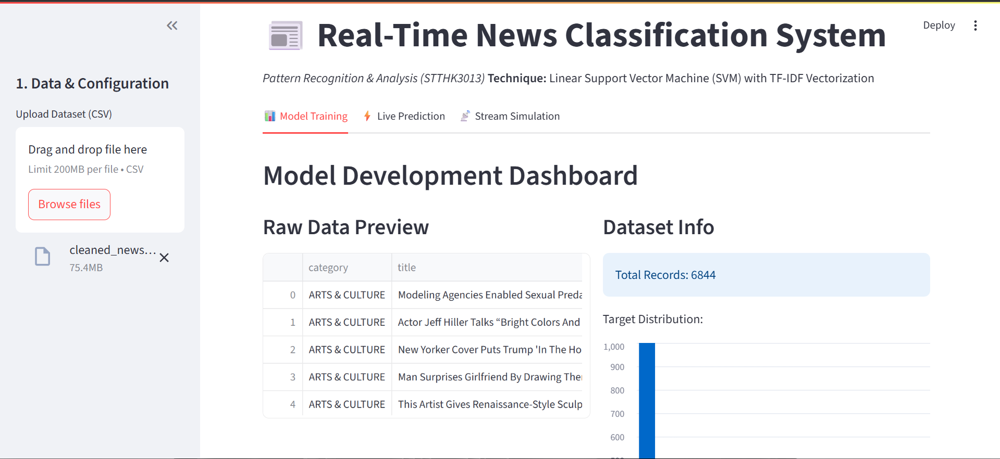 1. Data & Configuration
Upload Dataset (CSV)
Drag and drop file here
Limit 200MB per file • CSV
Browse files
cleaned_news...
75.4MB
Deploy
Real-Time News Classification System
Pattern Recognition & Analysis (STTHK3013) Technique: Linear Support Vector Machine (SVM) with TF-IDF Vectorization
Model Training Live Prediction Stream Simulation
Model Development Dashboard
Raw Data Preview
category title
0 ARTS & CULTURE Modeling Agencies Enabled Sexual Preda
1 ARTS & CULTURE Actor Jeff Hiller Talks “Bright Colors And
2 ARTS & CULTURE New Yorker Cover Puts Trump 'In The Ho
3 ARTS & CULTURE Man Surprises Girlfriend By Drawing The
4 ARTS & CULTURE This Artist Gives Renaissance-Style Sculp
Dataset Info
Total Records: 6844
Target Distribution:
1,000
900
800
700
600